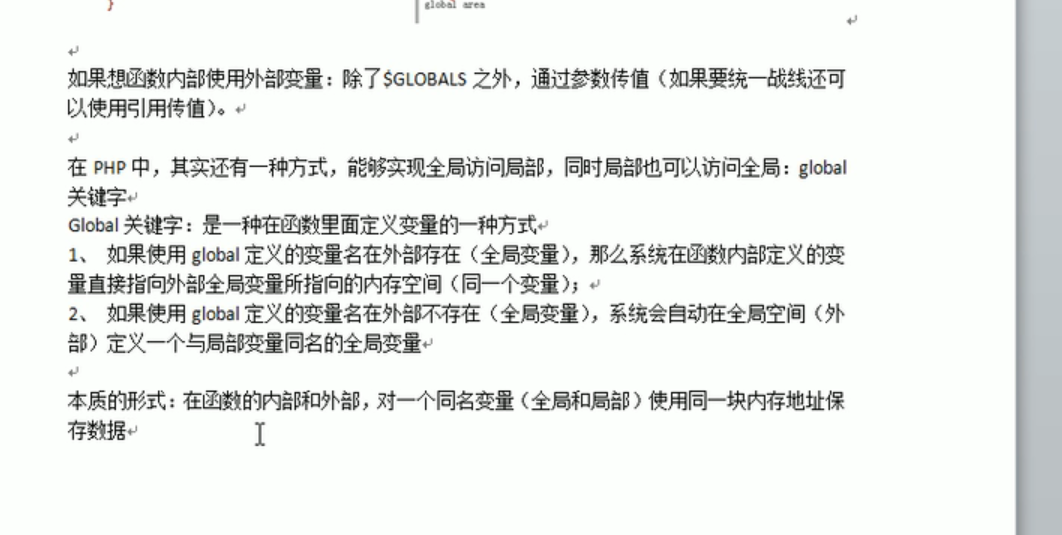 }
global area
如果想函数内部使用外部变量：除了$GLOBALS 之外，通过参数传值（如果要统一战线还可
以使用引用传值）。
在 PHP 中，其实还有一种方式，能够实现全局访问局部，同时局部也可以访问全局：global
关键字
Global 关键字：是一种在函数里面定义变量的一种方式
1、 如果使用 global 定义的变量名在外部存在（全局变量），那么系统在函数内部定义的变
量直接指向外部全局变量所指向的内存空间（同一个变量）；
2、 如果使用 global 定义的变量名在外部不存在（全局变量），系统会自动在全局空间（外
部）定义一个与局部变量同名的全局变量
本质的形式：在函数的内部和外部，对一个同名变量（全局和局部）使用同一块内存地址保
存数据